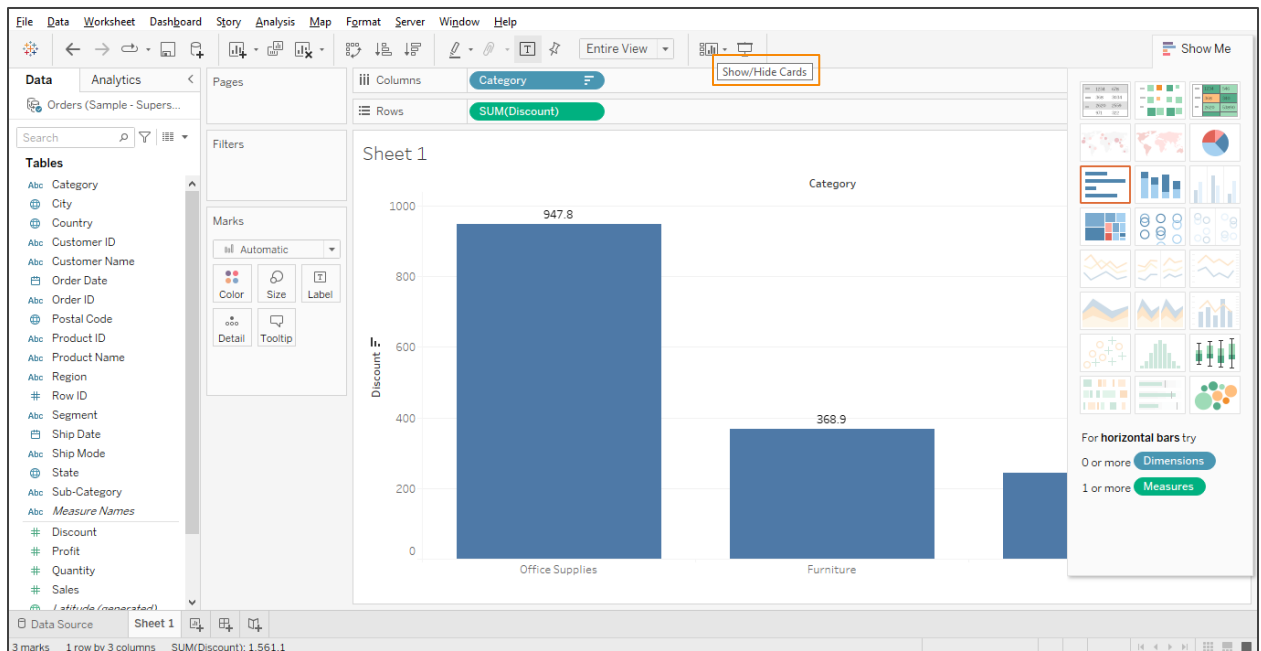 File Data Worksheet Dashboard Story Analysis Map Format Server Window Help
Entire View
Show Me
Show/Hide Cards
Data Analytics
Orders (Sample - Supers...
Search
Tables
Abc Category
City
Country
Abc Customer ID
Abc Customer Name
Order Date
Abc Order ID
Postal Code
Abc Product ID
Abc Product Name
Abc Region
# Row ID
Abc Segment
Ship Date
Abc Ship Mode
State
Abc Sub-Category
Abc Measure Names
# Discount
# Profit
# Quantity
# Sales
Latitude (generated)
Pages
Filters
Marks
Automatic
Color Size Label
Detail Tooltip
Columns Category
Rows SUM(Discount)
Sheet 1
Category
1000
947.8
800
600
Discount
400
368.9
200
0
Office Supplies Furniture
For horizontal bars try
0 or more Dimensions
1 or more Measures
Data Source Sheet 1
3 marks 1 row by 3 columns SUM(Discount): 1,561.1